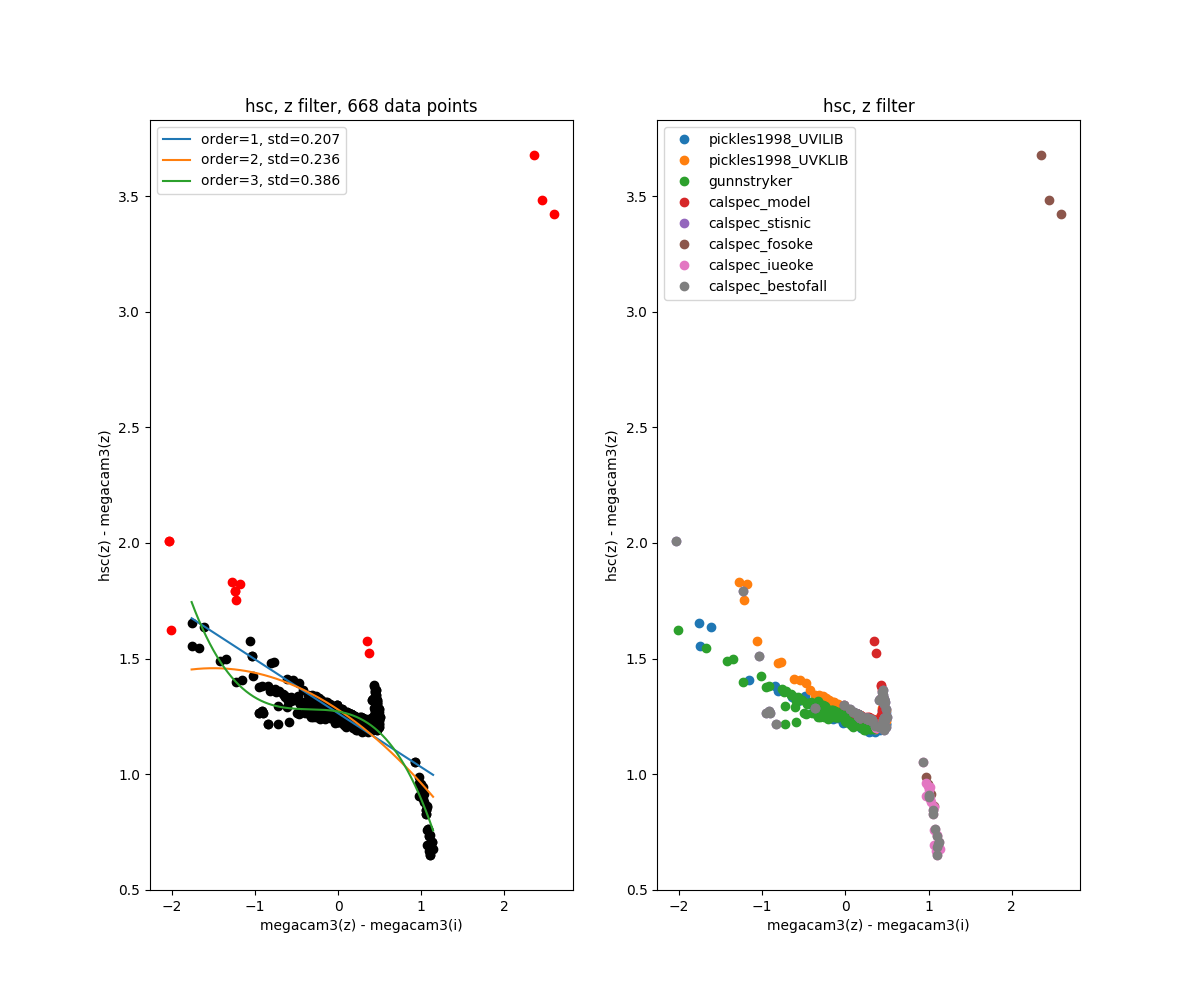 hsc, z filter, 668 data points
order=1, std=0.207
order=2, std=0.236
order=3, std=0.386
hsc(z) - megacam3(z)
3.5
3.0
2.5
2.0
1.5
1.0
0.5
−2
−1
0
1
2
megacam3(z) - megacam3(i)
hsc, z filter
pickles1998_UVILIB
pickles1998_UVKLIB
gunnstryker
calspec_model
calspec_stisnic
calspec_fosoke
calspec_iueoke
calspec_bestofall
hsc(z) - megacam3(z)
3.5
3.0
2.5
2.0
1.5
1.0
0.5
−2
−1
0
1
2
megacam3(z) - megacam3(i)